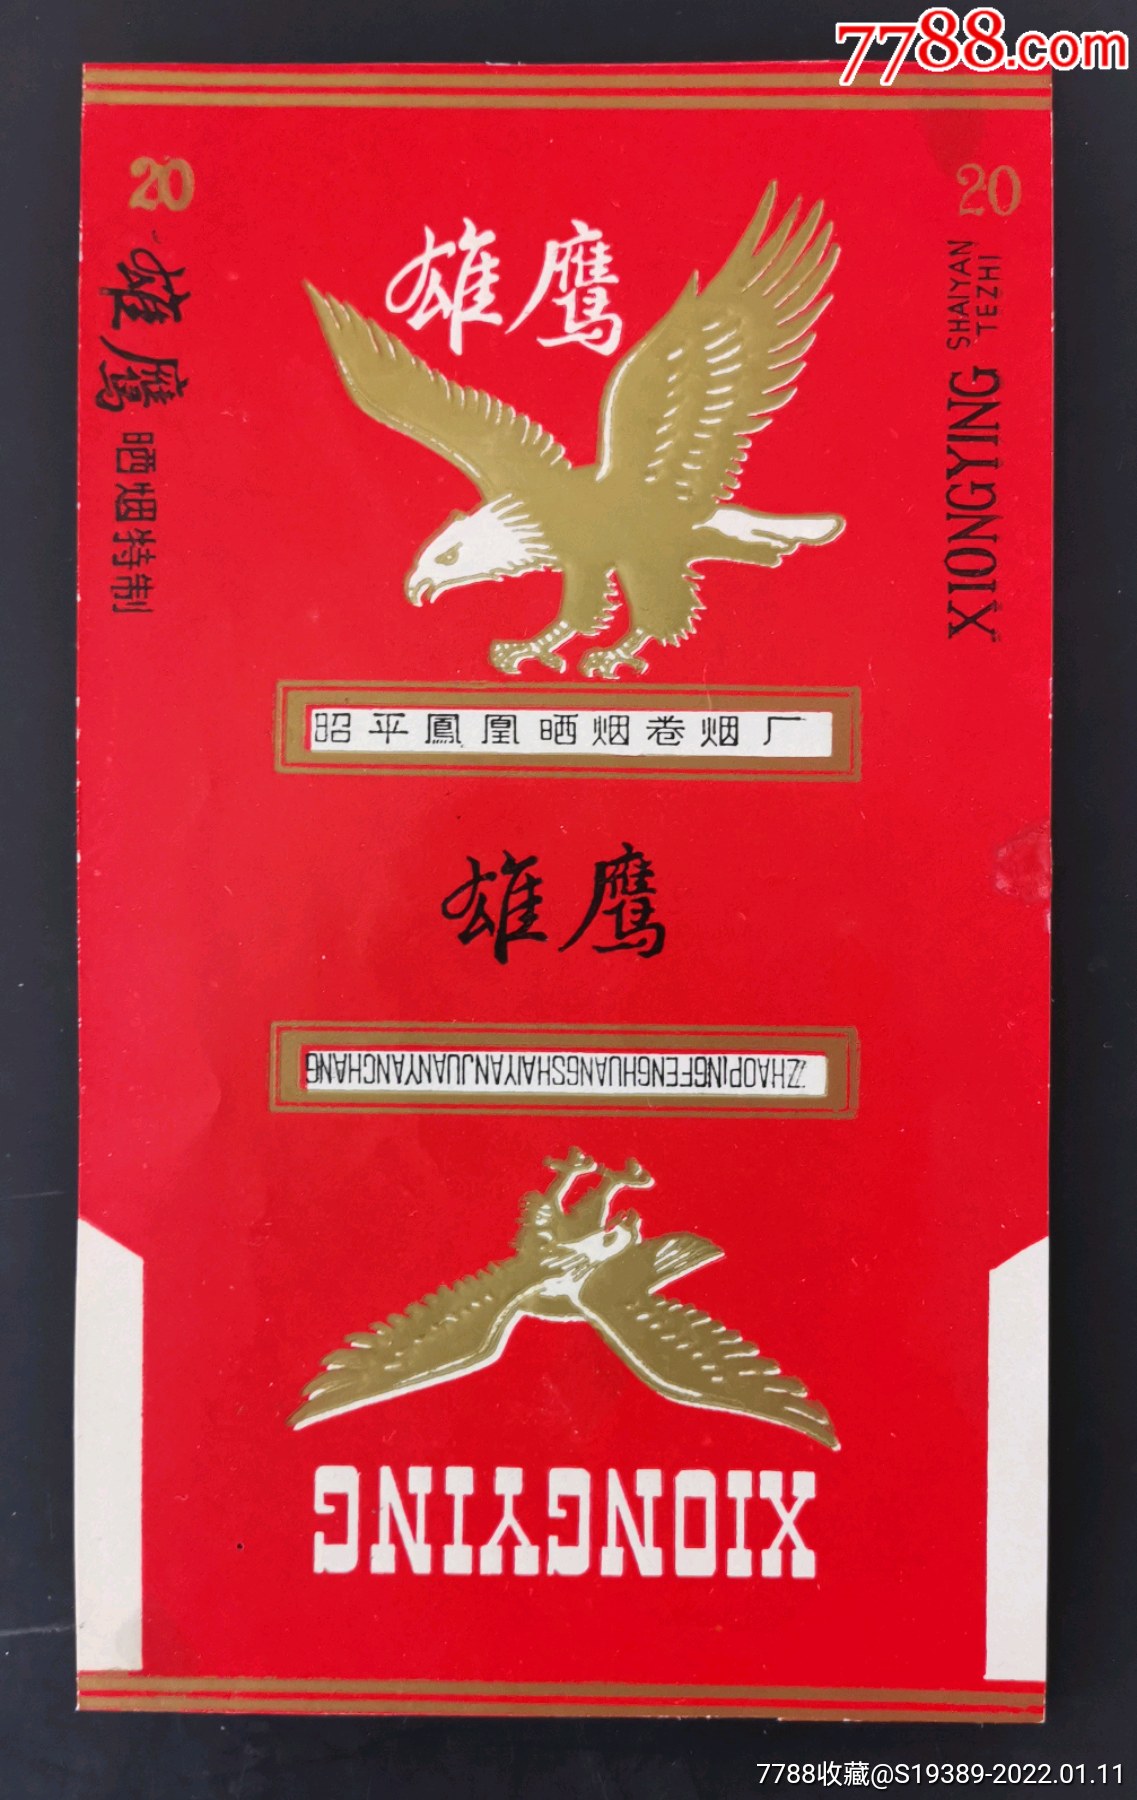 7788.com
20
雄鹰
晒烟特制
20
XIONGYING
SHAIYAN
TEZHI
雄鹰
昭平鳳凰晒烟卷烟厂
雄鹰
ZHAOPINGFENGHUANGSHAIYANJUANYANCHANG
XIONGYING
7788收藏@S19389-2022.01.11